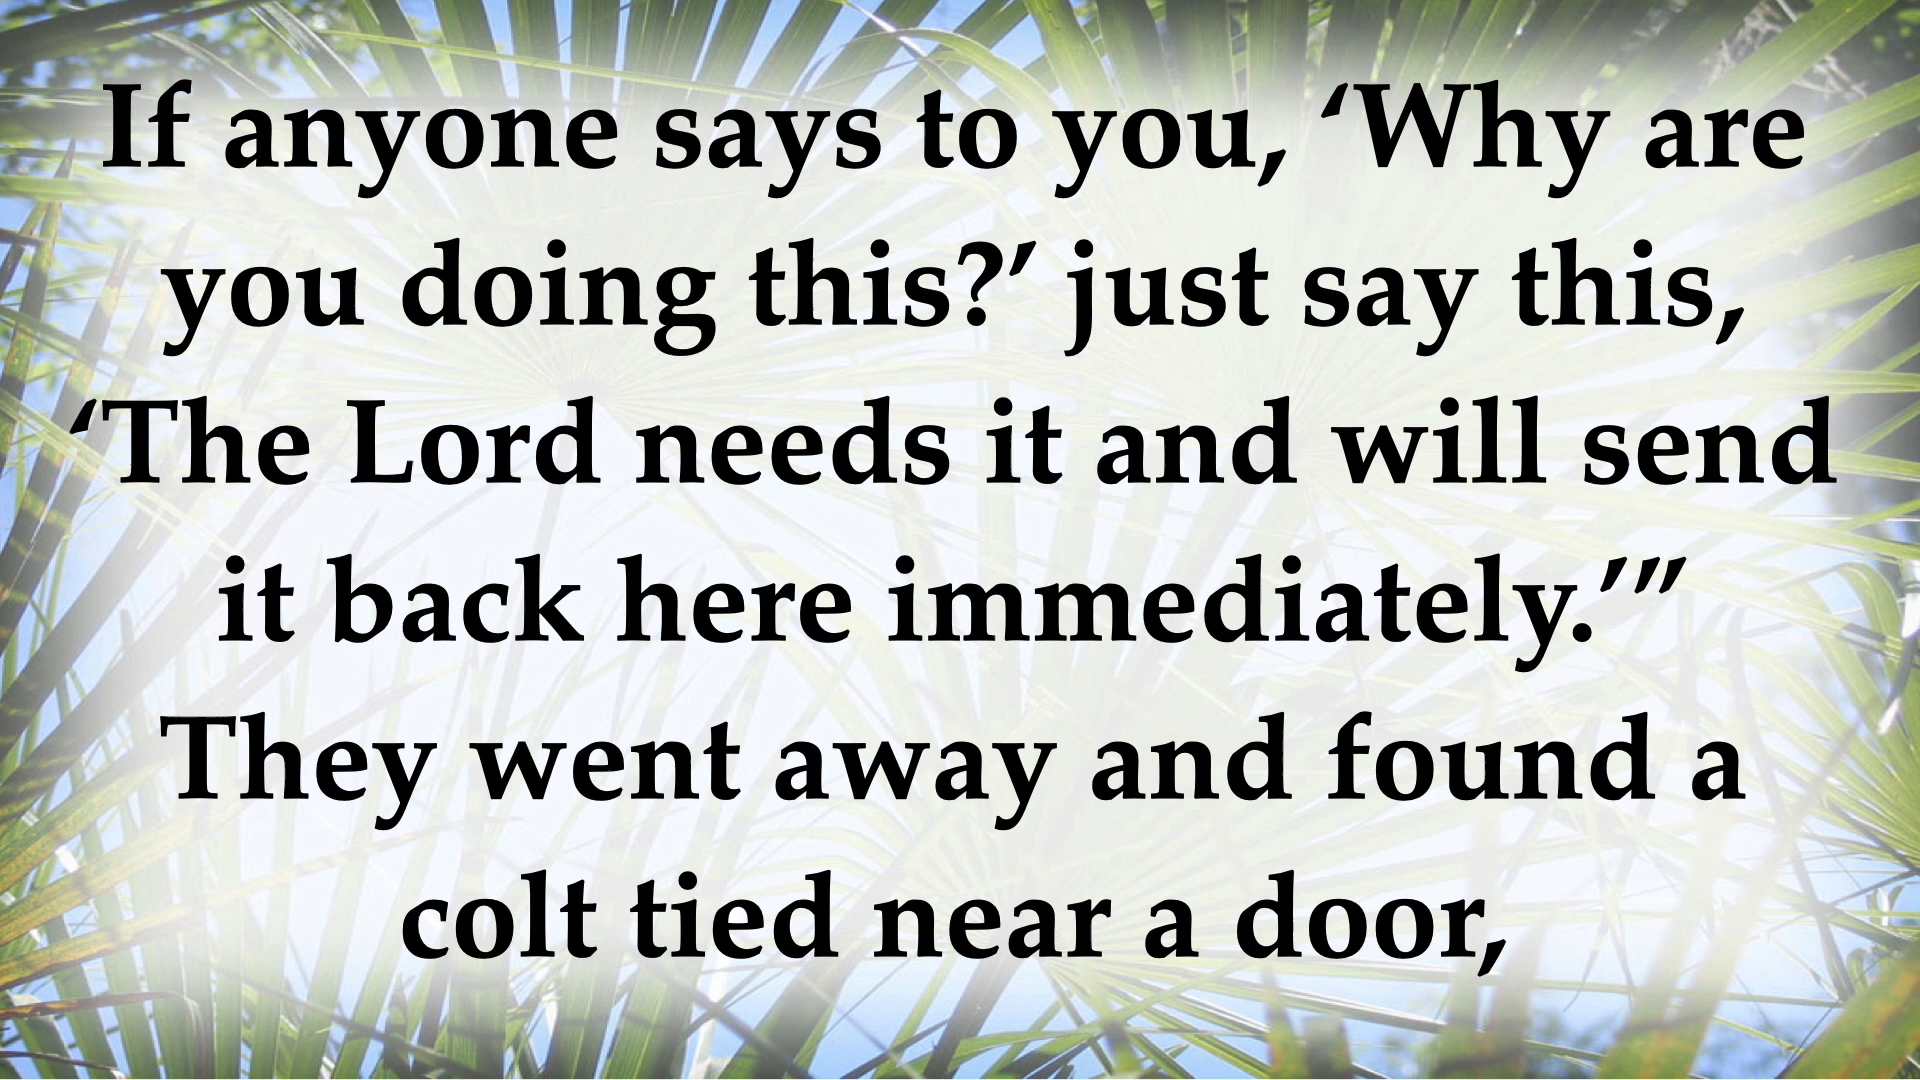 If anyone says to you, ‘Why are
you doing this?’ just say this,
‘The Lord needs it and will send
it back here immediately.’”
They went away and found a
colt tied near a door,